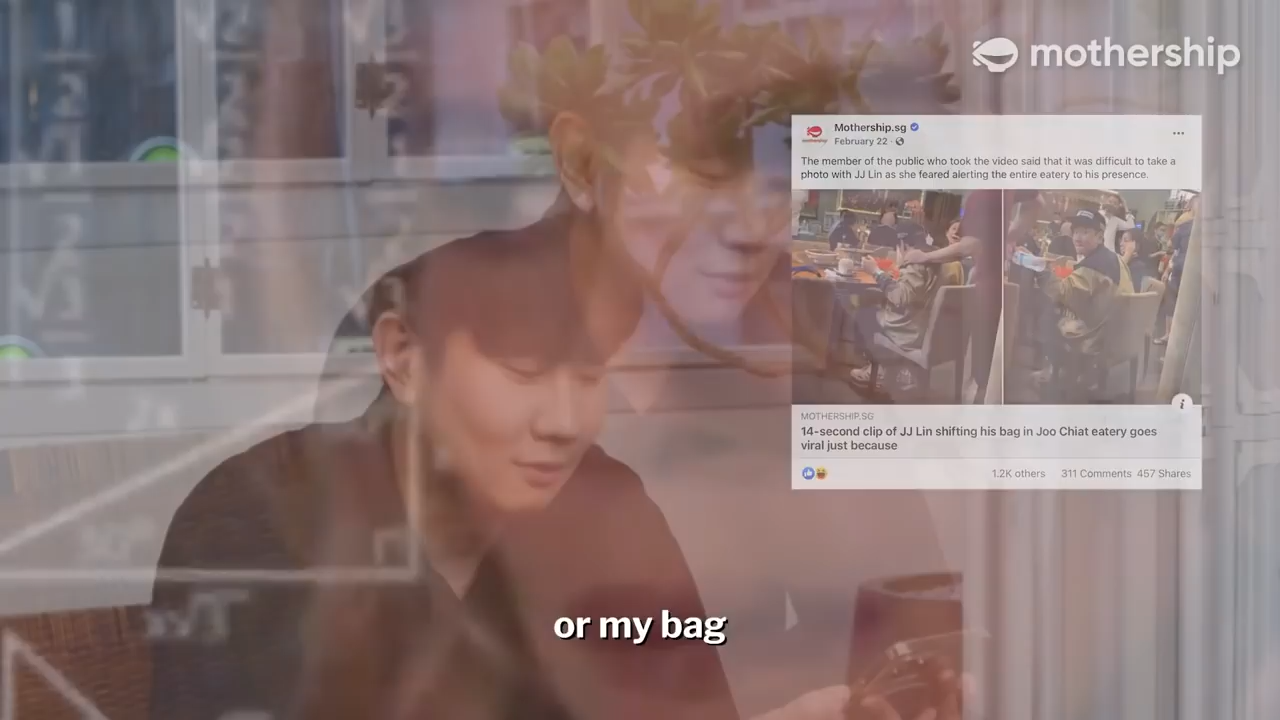 mothership
Mothership.sg
February 22
The member of the public who took the video said that it was difficult to take a
photo with JJ Lin as she feared alerting the entire eatery to his presence.
MOTHERSHIP.SG
14-second clip of JJ Lin shifting his bag in Joo Chiat eatery goes
viral just because
1.2K others 311 Comments 457 Shares
or my bag